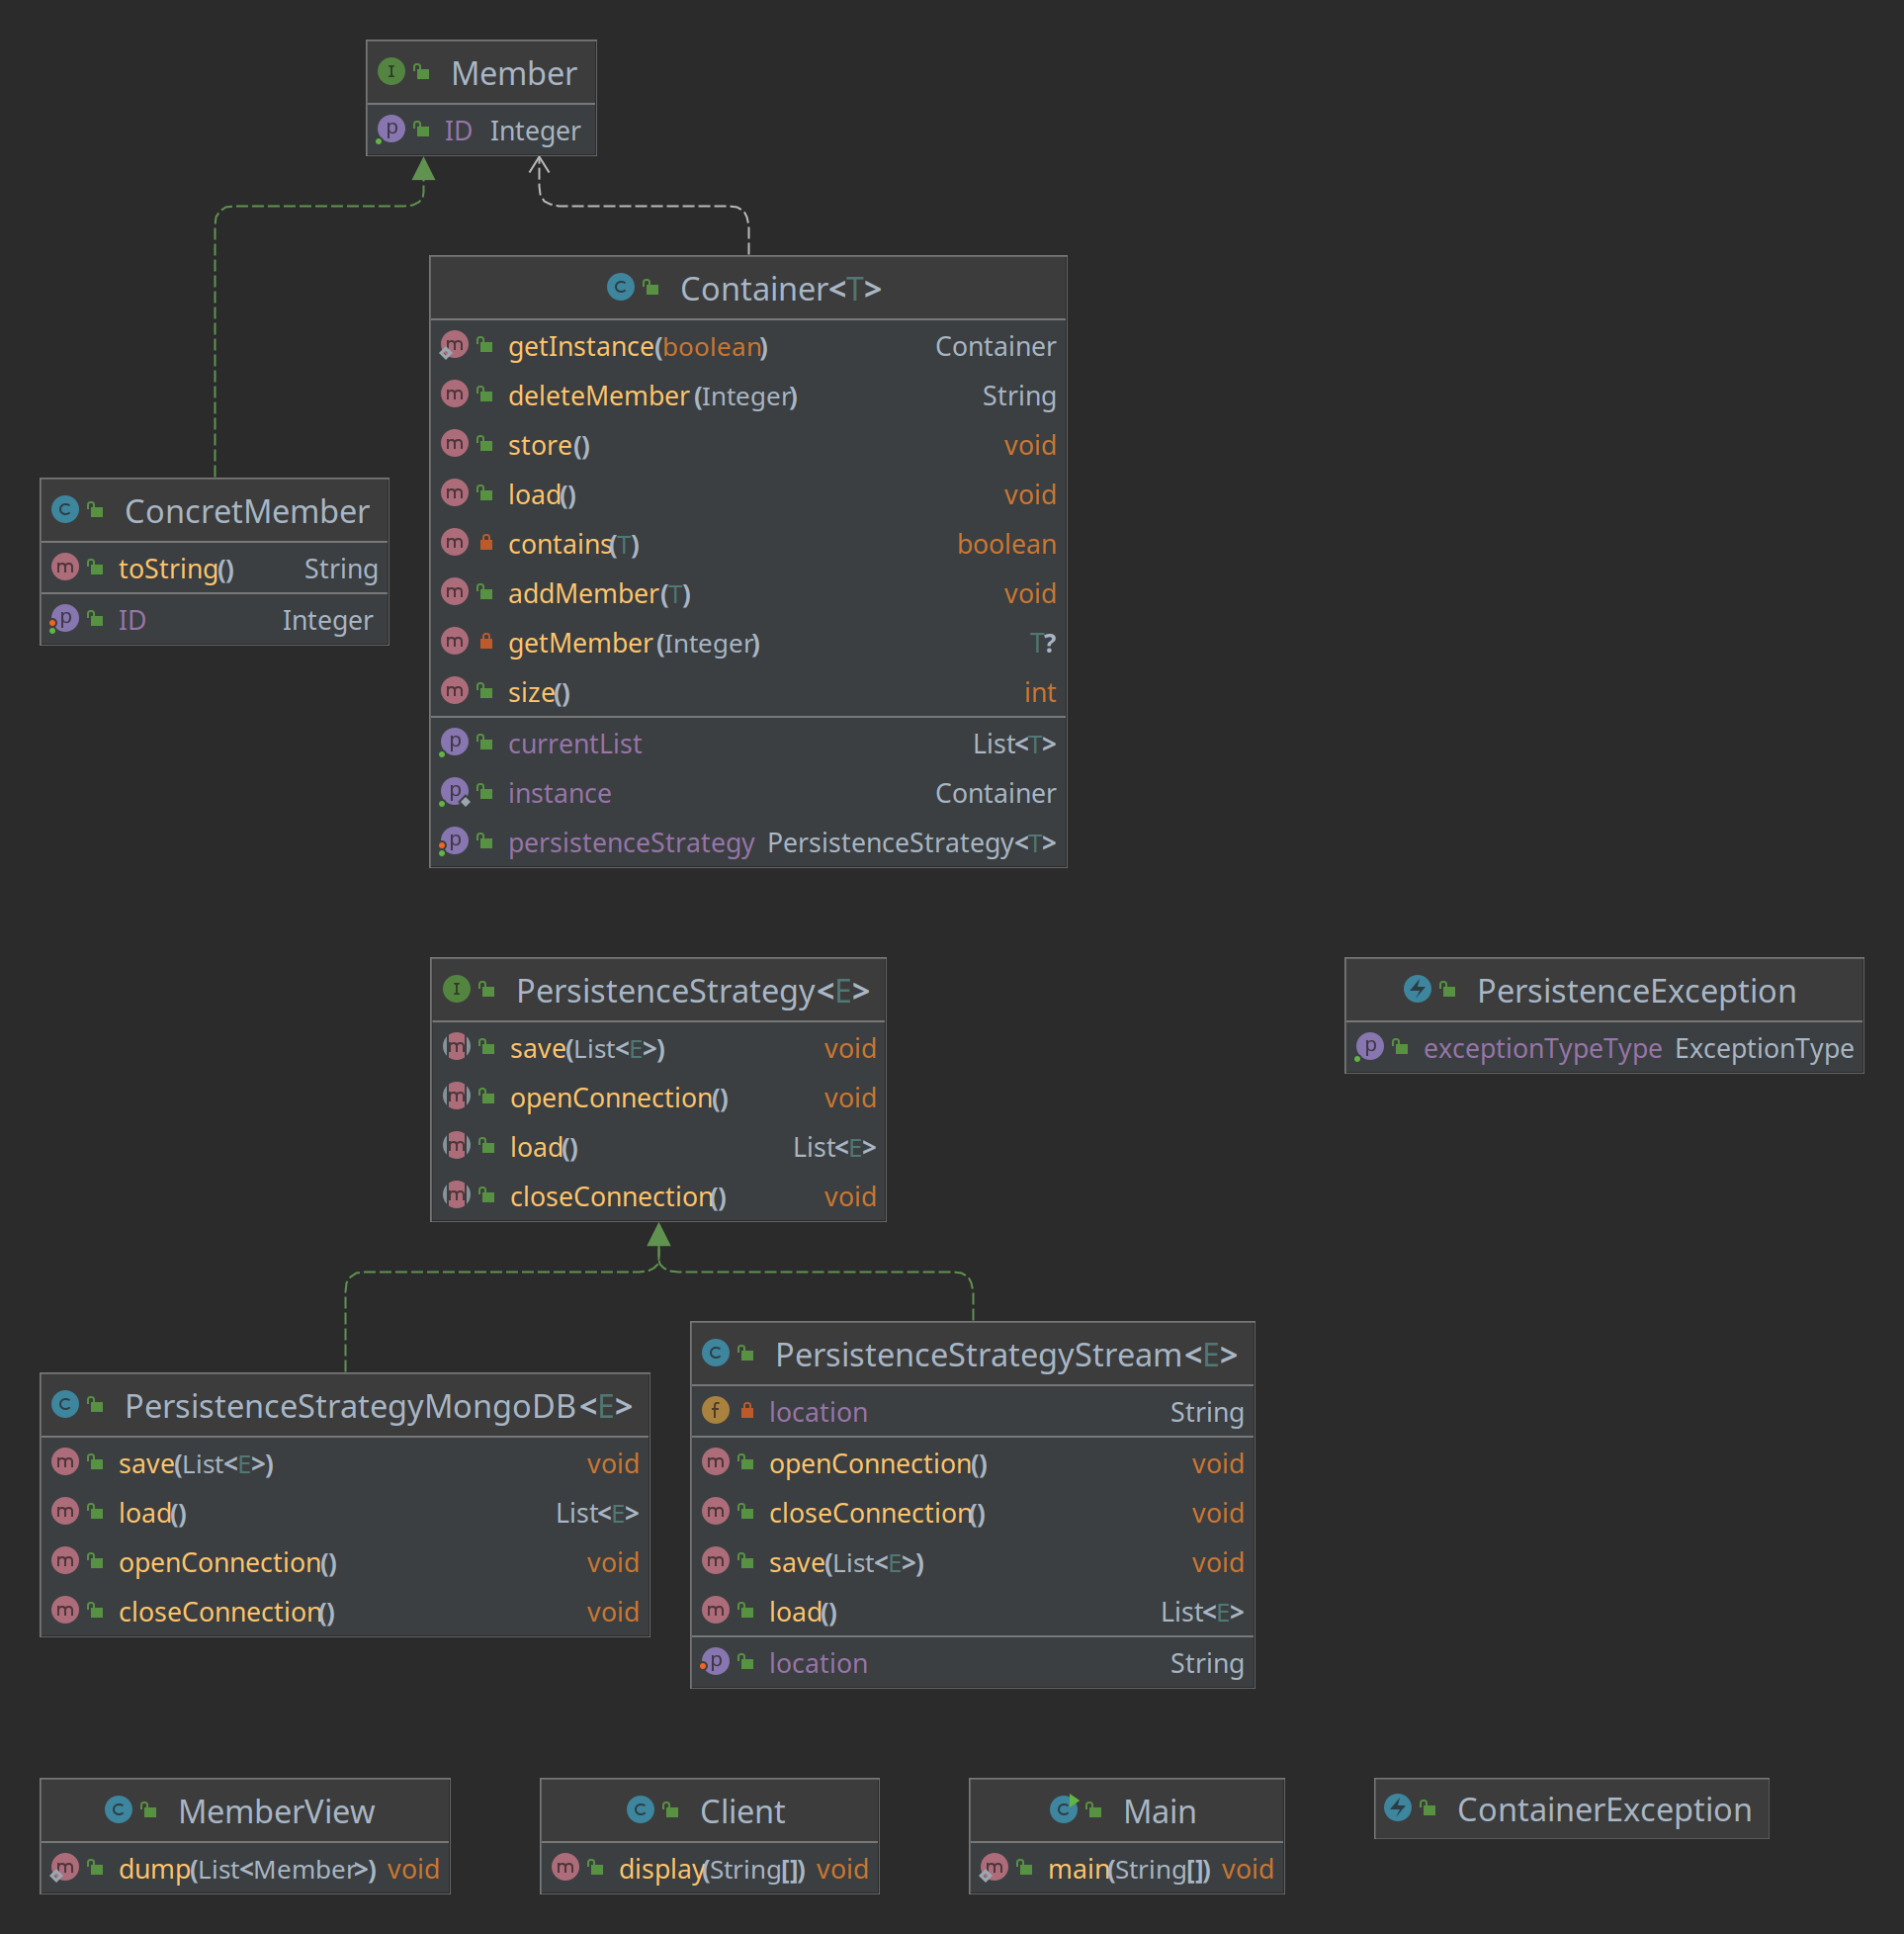 Member
ID Integer
Container<T>
getInstance(boolean) Container
deleteMember(Integer) String
store() void
load() void
contains(T) boolean
addMember(T) void
getMember(Integer) T?
size() int
currentList List<T>
instance Container
persistenceStrategy PersistenceStrategy<T>
ConcretMember
toString() String
ID Integer
PersistenceStrategy<E>
save(List<E>) void
openConnection() void
load() List<E>
closeConnection() void
PersistenceException
exceptionTypeType ExceptionType
PersistenceStrategyMongoDB<E>
save(List<E>) void
load() List<E>
openConnection() void
closeConnection() void
PersistenceStrategyStream<E>
location String
openConnection() void
closeConnection() void
save(List<E>) void
load() List<E>
location String
MemberView
dump(List<Member>) void
Client
display(String[]) void
Main
main(String[]) void
ContainerException